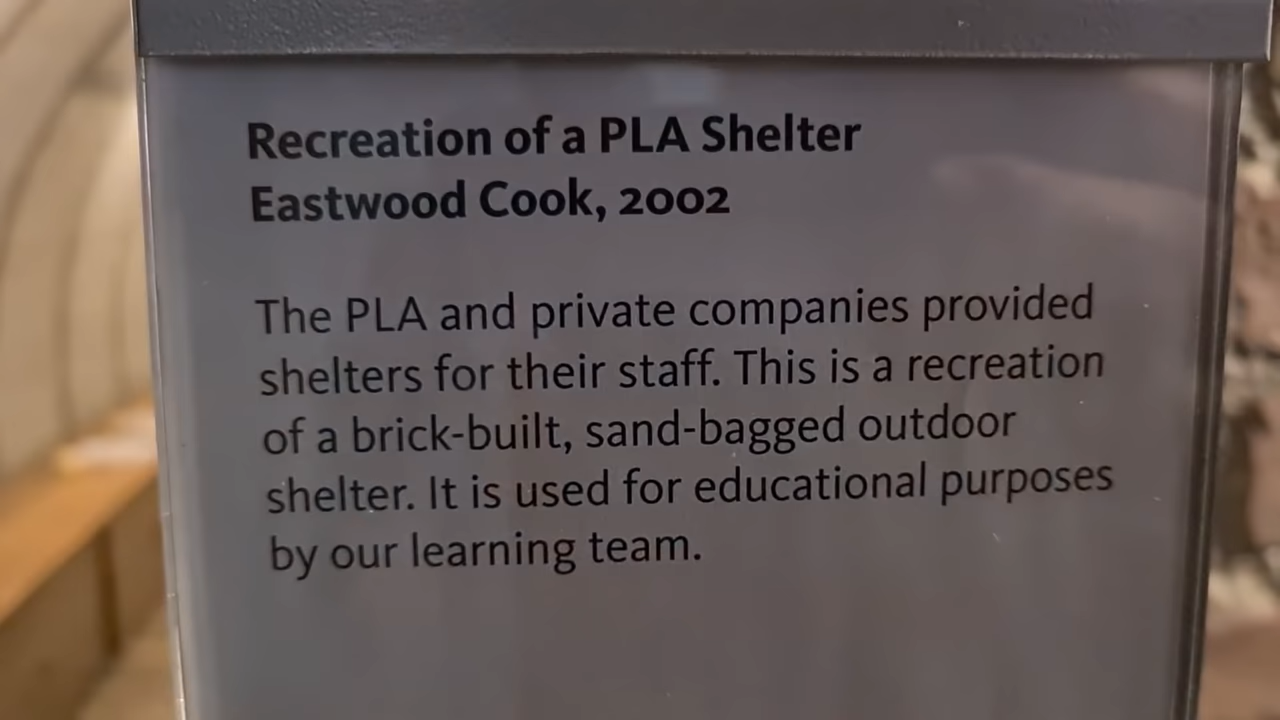 Recreation of a PLA Shelter
Eastwood Cook, 2002
The PLA and private companies provided
shelters for their staff. This is a recreation
of a brick-built, sand-bagged outdoor
shelter. It is used for educational purposes
by our learning team.